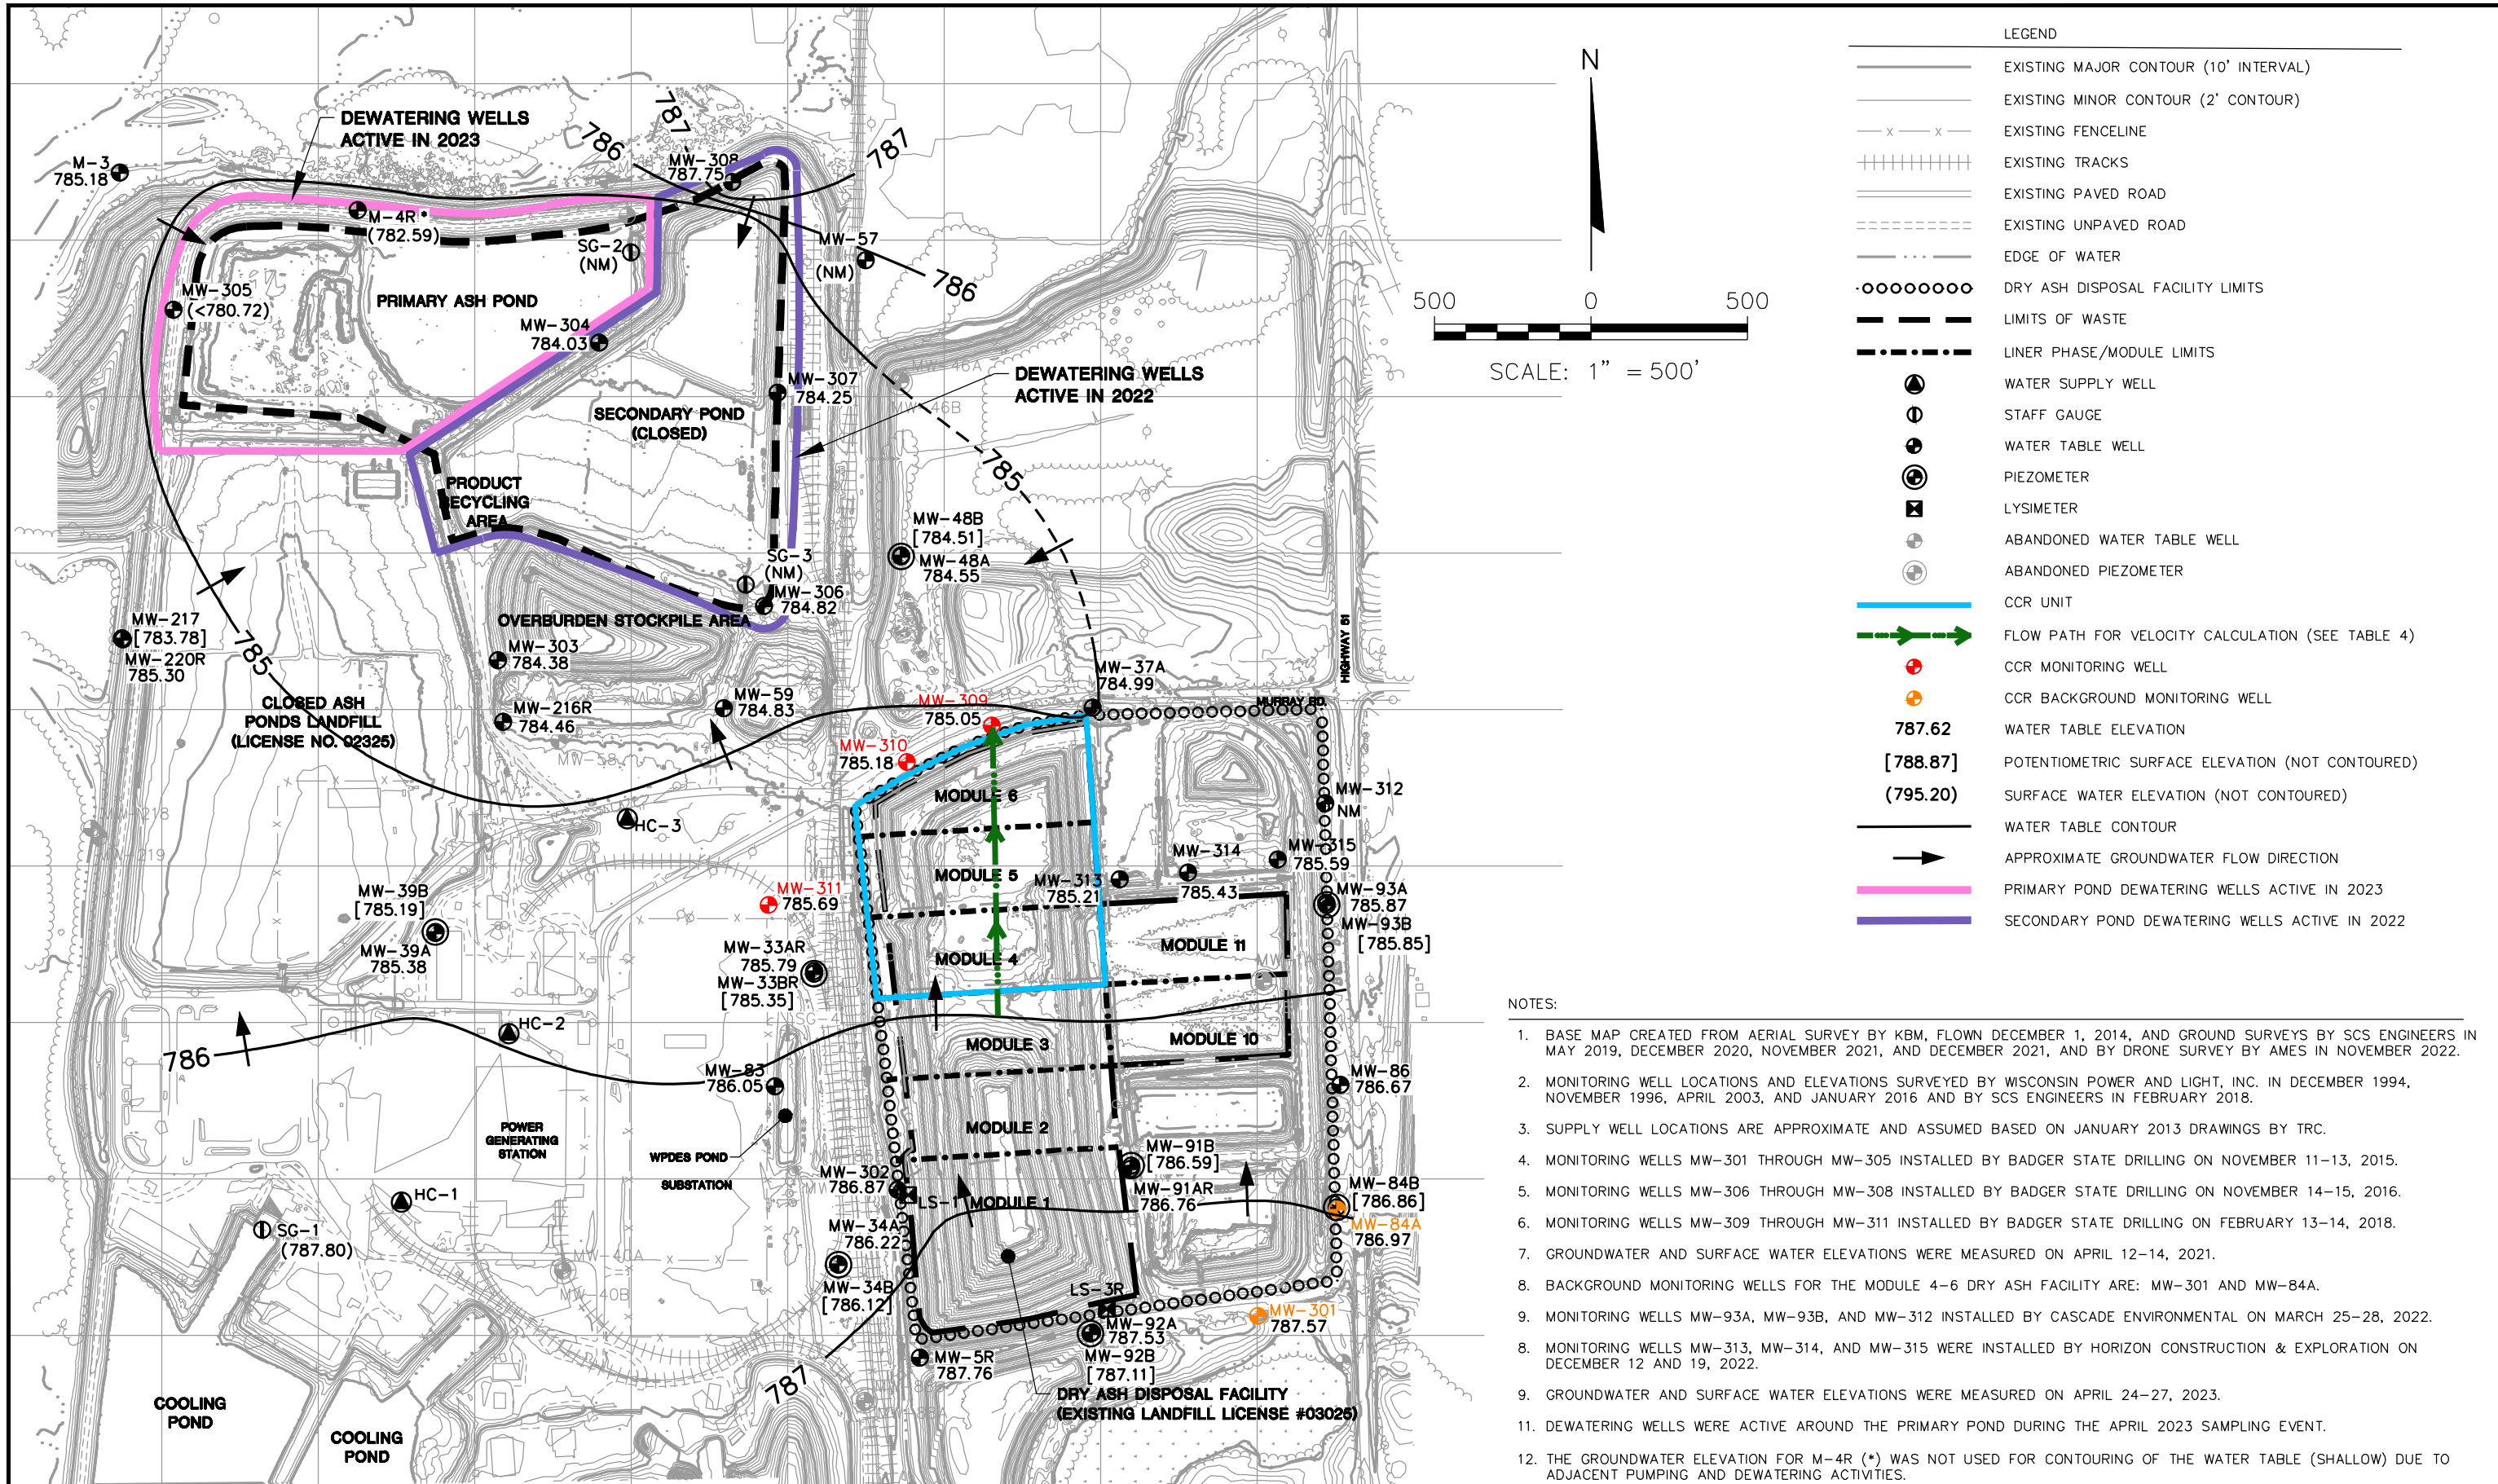 DEWATERING WELLS
ACTIVE IN 2023
787
786
787
M-3
785.18
MW-308
787.75
M-4R*
(782.59)
SG-2
(NM)
MW-57
(NM)
786
MW-305
(<780.72)
PRIMARY ASH POND
MW-304
784.03
MW-307
784.25
MW-46A
MW-46B
DEWATERING WELLS
ACTIVE IN 2022
SECONDARY POND
(CLOSED)
785
PRODUCT
RECYCLING
AREA
MW-48B
[784.51]
MW-48A
784.55
SG-3
(NM)
MW-306
784.82
OVERBURDEN STOCKPILE AREA
MW-217
[783.78]
MW-220R
785.30
785
MW-303
784.38
MW-37A
784.99
HIGHWAY 51
MURRAY RD.
CLOSED ASH
PONDS LANDFILL
(LICENSE NO. 02325)
MW-216R
784.46
MW-59
784.83
MW-309
785.05
MW-310
785.18
MODULE 6
MW-312
NM
HC-3
MW-218
MW-219
MW-314
785.43
MW-315
785.59
MW-313
785.21
MODULE 5
MW-311
785.69
MW-39B
[785.19]
MW-39A
785.38
MW-93A
785.87
MW-93B
[785.85]
MW-33AR
785.79
MW-33BR
[785.35]
MODULE 4
MODULE 11
HC-2
786
MODULE 3
MODULE 10
MW-83
786.05
MW-86
786.67
POWER
GENERATING
STATION
WPDES POND
SUBSTATION
MODULE 2
MW-91B
[786.59]
MW-91AR
786.76
MW-302
786.87
LS-1
MODULE 1
MW-84B
[786.86]
MW-84A
786.97
HC-1
SG-1
(787.80)
MW-34A
786.22
MW-34B
[786.12]
MW-40A
MW-40B
LS-3R
MW-301
787.57
MW-92A
787.53
MW-92B
[787.11]
MW-5R
787.76
787
DRY ASH DISPOSAL FACILITY
(EXISTING LANDFILL LICENSE #03025)
COOLING
POND
COOLING
POND
N
500
0
500
SCALE: 1" = 500'
LEGEND
EXISTING MAJOR CONTOUR (10' INTERVAL)
EXISTING MINOR CONTOUR (2' CONTOUR)
EXISTING FENCELINE
EXISTING TRACKS
EXISTING PAVED ROAD
EXISTING UNPAVED ROAD
EDGE OF WATER
DRY ASH DISPOSAL FACILITY LIMITS
LIMITS OF WASTE
LINER PHASE/MODULE LIMITS
WATER SUPPLY WELL
STAFF GAUGE
WATER TABLE WELL
PIEZOMETER
LYSIMETER
ABANDONED WATER TABLE WELL
ABANDONED PIEZOMETER
CCR UNIT
FLOW PATH FOR VELOCITY CALCULATION (SEE TABLE 4)
CCR MONITORING WELL
CCR BACKGROUND MONITORING WELL
787.62 WATER TABLE ELEVATION
[788.87] POTENTIOMETRIC SURFACE ELEVATION (NOT CONTOURED)
(795.20) SURFACE WATER ELEVATION (NOT CONTOURED)
WATER TABLE CONTOUR
APPROXIMATE GROUNDWATER FLOW DIRECTION
PRIMARY POND DEWATERING WELLS ACTIVE IN 2023
SECONDARY POND DEWATERING WELLS ACTIVE IN 2022
NOTES:
1. BASE MAP CREATED FROM AERIAL SURVEY BY KBM, FLOWN DECEMBER 1, 2014, AND GROUND SURVEYS BY SCS ENGINEERS IN
MAY 2019, DECEMBER 2020, NOVEMBER 2021, AND DECEMBER 2021, AND BY DRONE SURVEY BY AMES IN NOVEMBER 2022.
2. MONITORING WELL LOCATIONS AND ELEVATIONS SURVEYED BY WISCONSIN POWER AND LIGHT, INC. IN DECEMBER 1994,
NOVEMBER 1996, APRIL 2003, AND JANUARY 2016 AND BY SCS ENGINEERS IN FEBRUARY 2018.
3. SUPPLY WELL LOCATIONS ARE APPROXIMATE AND ASSUMED BASED ON JANUARY 2013 DRAWINGS BY TRC.
4. MONITORING WELLS MW-301 THROUGH MW-305 INSTALLED BY BADGER STATE DRILLING ON NOVEMBER 11-13, 2015.
5. MONITORING WELLS MW-306 THROUGH MW-308 INSTALLED BY BADGER STATE DRILLING ON NOVEMBER 14-15, 2016.
6. MONITORING WELLS MW-309 THROUGH MW-311 INSTALLED BY BADGER STATE DRILLING ON FEBRUARY 13-14, 2018.
7. GROUNDWATER AND SURFACE WATER ELEVATIONS WERE MEASURED ON APRIL 12-14, 2021.
8. BACKGROUND MONITORING WELLS FOR THE MODULE 4-6 DRY ASH FACILITY ARE: MW-301 AND MW-84A.
9. MONITORING WELLS MW-93A, MW-93B, AND MW-312 INSTALLED BY CASCADE ENVIRONMENTAL ON MARCH 25-28, 2022.
8. MONITORING WELLS MW-313, MW-314, AND MW-315 WERE INSTALLED BY HORIZON CONSTRUCTION & EXPLORATION ON
DECEMBER 12 AND 19, 2022.
9. GROUNDWATER AND SURFACE WATER ELEVATIONS WERE MEASURED ON APRIL 24-27, 2023.
11. DEWATERING WELLS WERE ACTIVE AROUND THE PRIMARY POND DURING THE APRIL 2023 SAMPLING EVENT.
12. THE GROUNDWATER ELEVATION FOR M-4R (*) WAS NOT USED FOR CONTOURING OF THE WATER TABLE (SHALLOW) DUE TO
ADJACENT PUMPING AND DEWATERING ACTIVITIES.